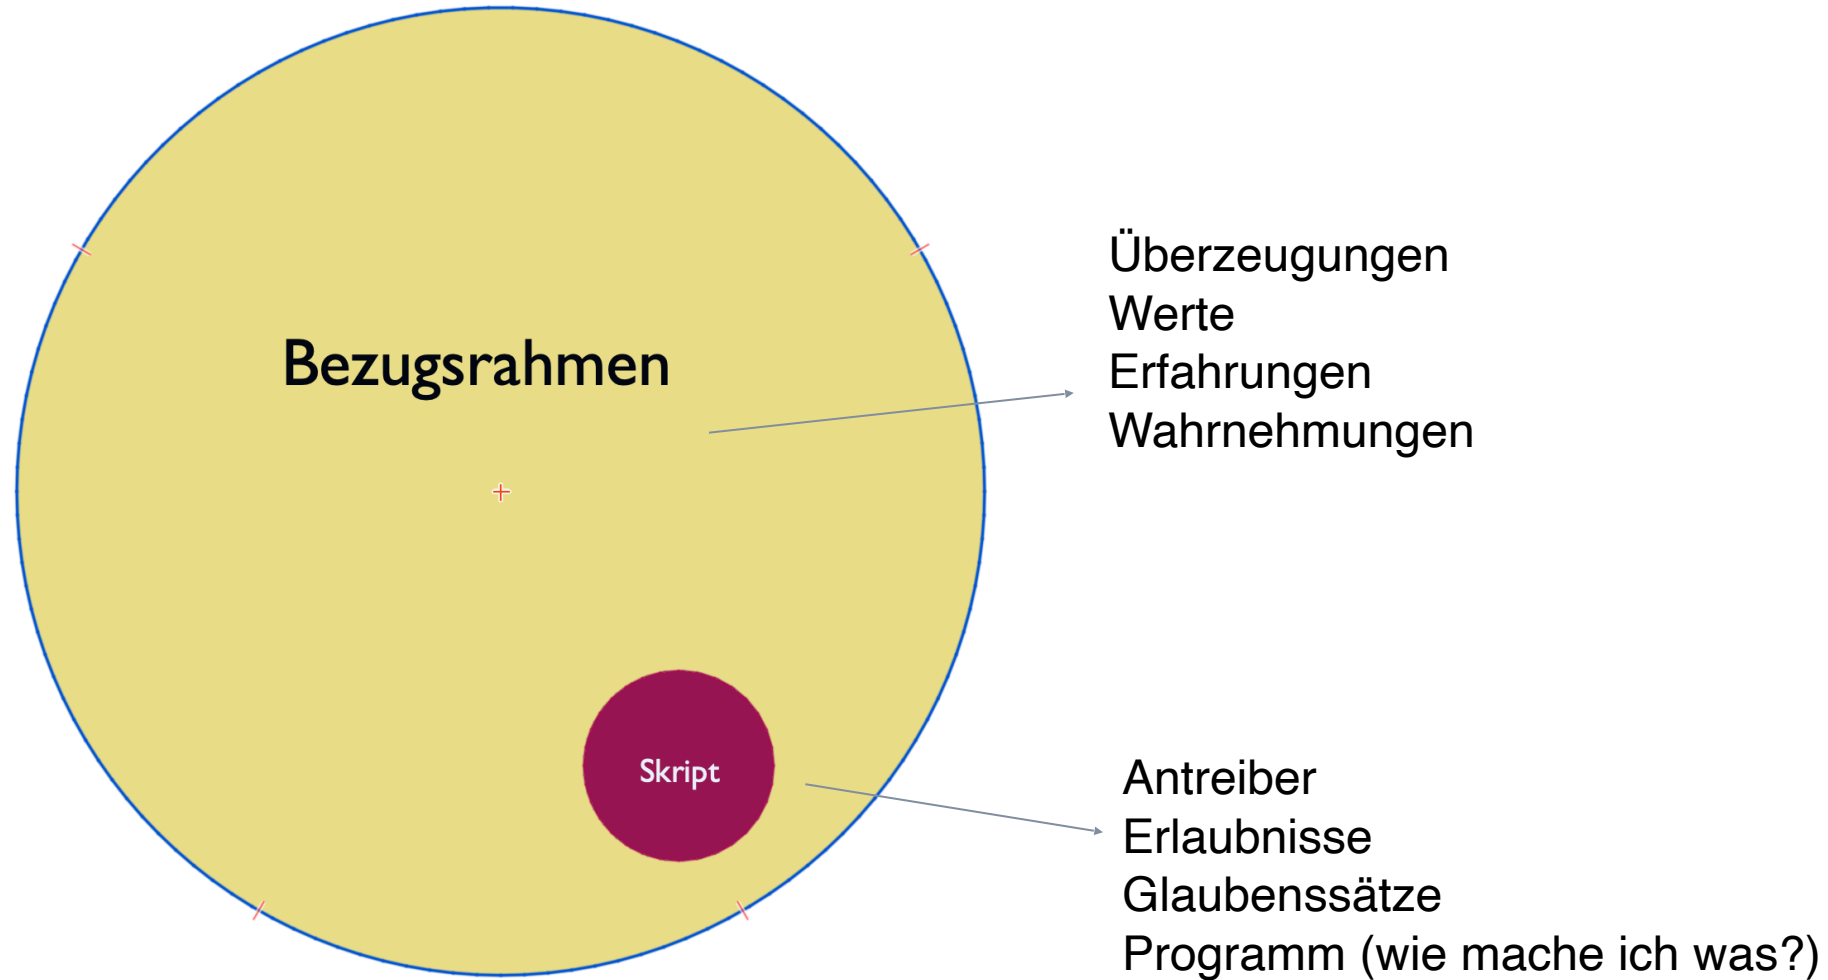 Bezugsrahmen
Überzeugungen
Werte
Erfahrungen
Wahrnehmungen
Skript
Antreiber
Erlaubnisse
Glaubenssätze
Programm (wie mache ich was?)